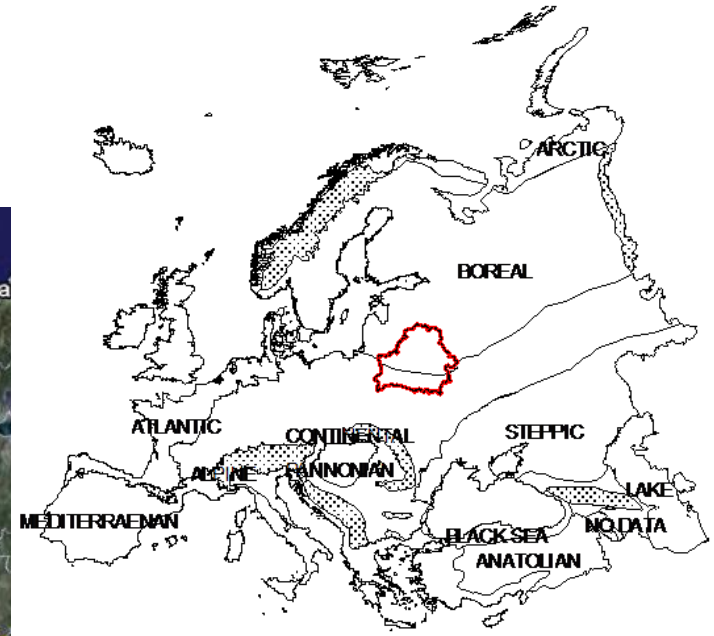 ARCTIC
BOREAL
ATLANTIC
CONTINENTAL
STEPPIC
ALPINE
PANNONIAN
LAKE
MEDITERRAENAN
BLACK SEA
NO DATA
ANATOLIAN